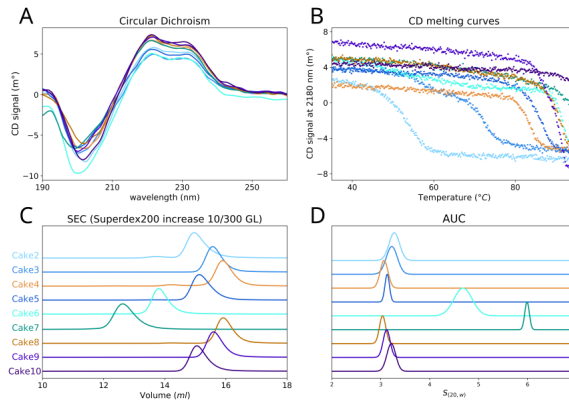 A
Circular Dichroism
CD signal (m°)
5
0
−5
−10
190
210
230
250
wavelength (nm)
B
CD melting curves
CD signal at 2180 nm (m°)
8
4
0
−4
−8
40
60
80
Temperature (°C)
C
SEC (Superdex200 increase 10/300 GL)
Cake2
Cake3
Cake4
Cake5
Cake6
Cake7
Cake8
Cake9
Cake10
10
12
14
16
18
Volume (ml)
D
AUC
2
3
4
5
6
S(20,w)